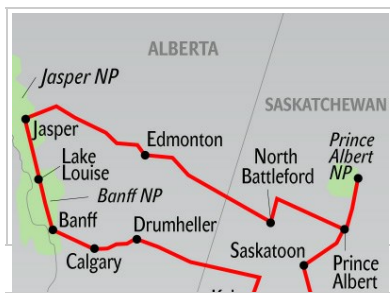 ALBERTA
Jasper NP
SASKATCHEWAN
Jasper
Edmonton
Prince
Albert
NP
North
Battleford
Lake
Louise
Banff NP
Banff
Drumheller
Calgary
Saskatoon
Prince
Albert